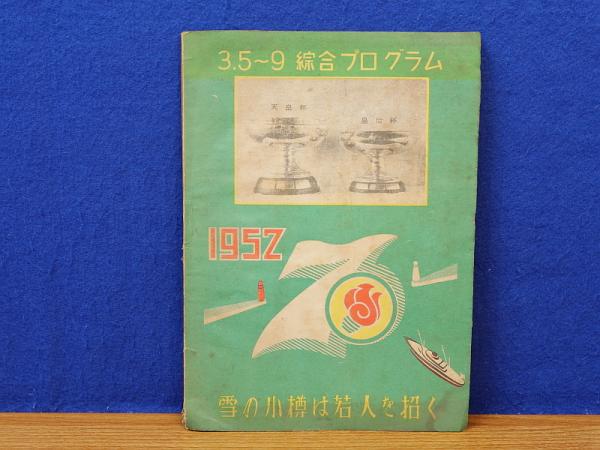 3.5~9 綜合プログラム
天皇杯 皇后杯
1952
7
雪の小樽は若人を招く